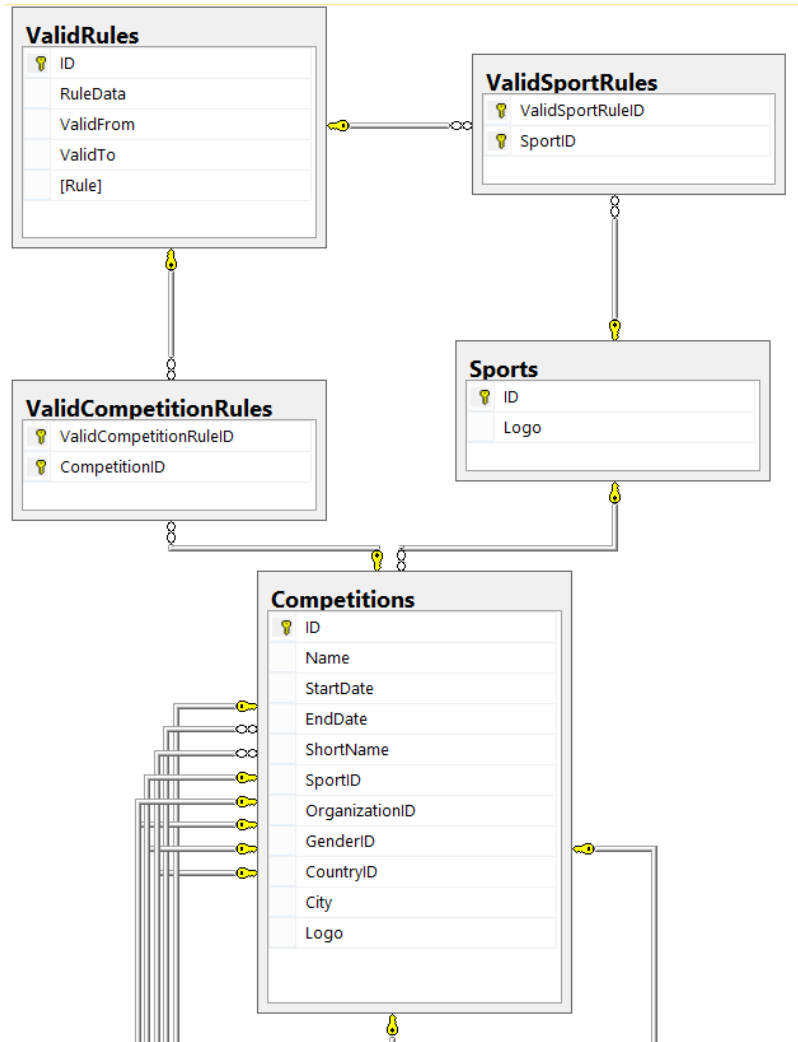 ValidRules
ID
RuleData
ValidFrom
ValidTo
[Rule]
ValidSportRules
ValidSportRuleID
SportID
ValidCompetitionRules
ValidCompetitionRuleID
CompetitionID
Sports
ID
Logo
Competitions
ID
Name
StartDate
EndDate
ShortName
SportID
OrganizationID
GenderID
CountryID
City
Logo